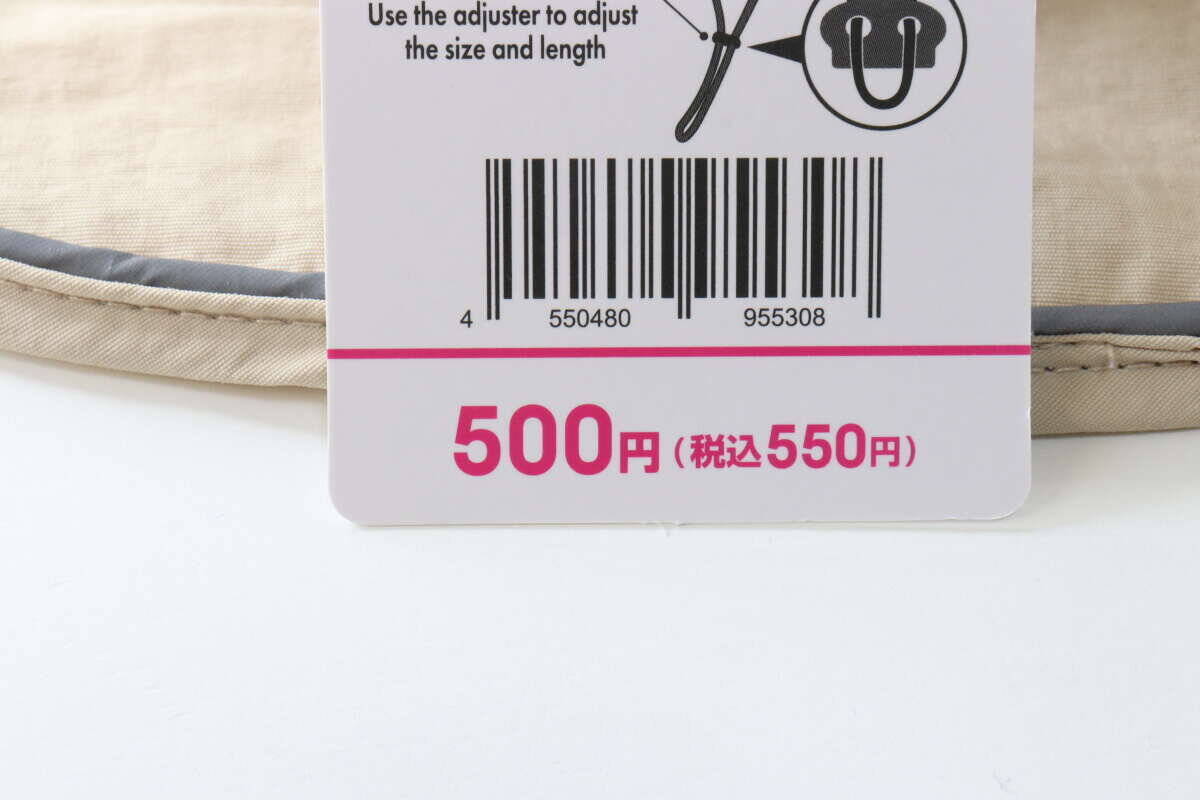 Use the adjuster to adjust
the size and length
4 550480 955308
500円(税込550円)